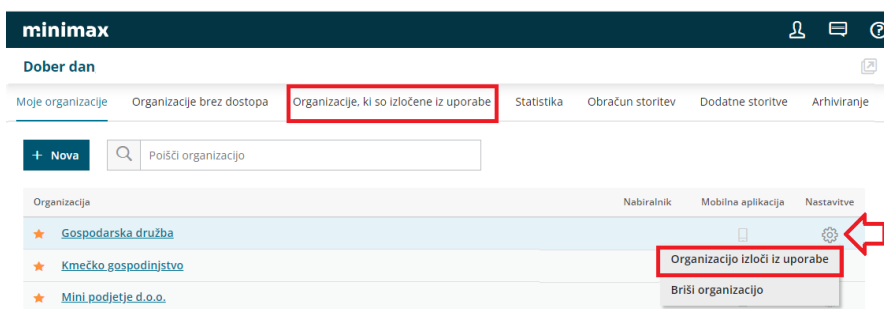 minimax
Dober dan
Moje organizacije Organizacije brez dostopa Organizacije, ki so izločene iz uporabe Statistika Obračun storitev Dodatne storitve Arhiviranje
+ Nova Poišči organizacijo
Organizacija Nabiralnik Mobilna aplikacija Nastavitve
Gospodarska družba
Organizacijo izloči iz uporabe
Kmečko gospodinjstvo
Briši organizacijo
Mini podjetje d.o.o.